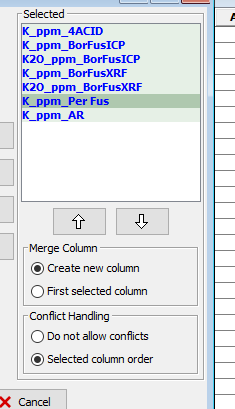 Selected
K_ppm_4ACID
K_ppm_BorFusICP
K2O_ppm_BorFusICP
K_ppm_BorFusXRF
K2O_ppm_BorFusXRF
K_ppm_Per Fus
K_ppm_AR
Merge Column
Create new column
First selected column
Conflict Handling
Do not allow conflicts
Selected column order
Cancel